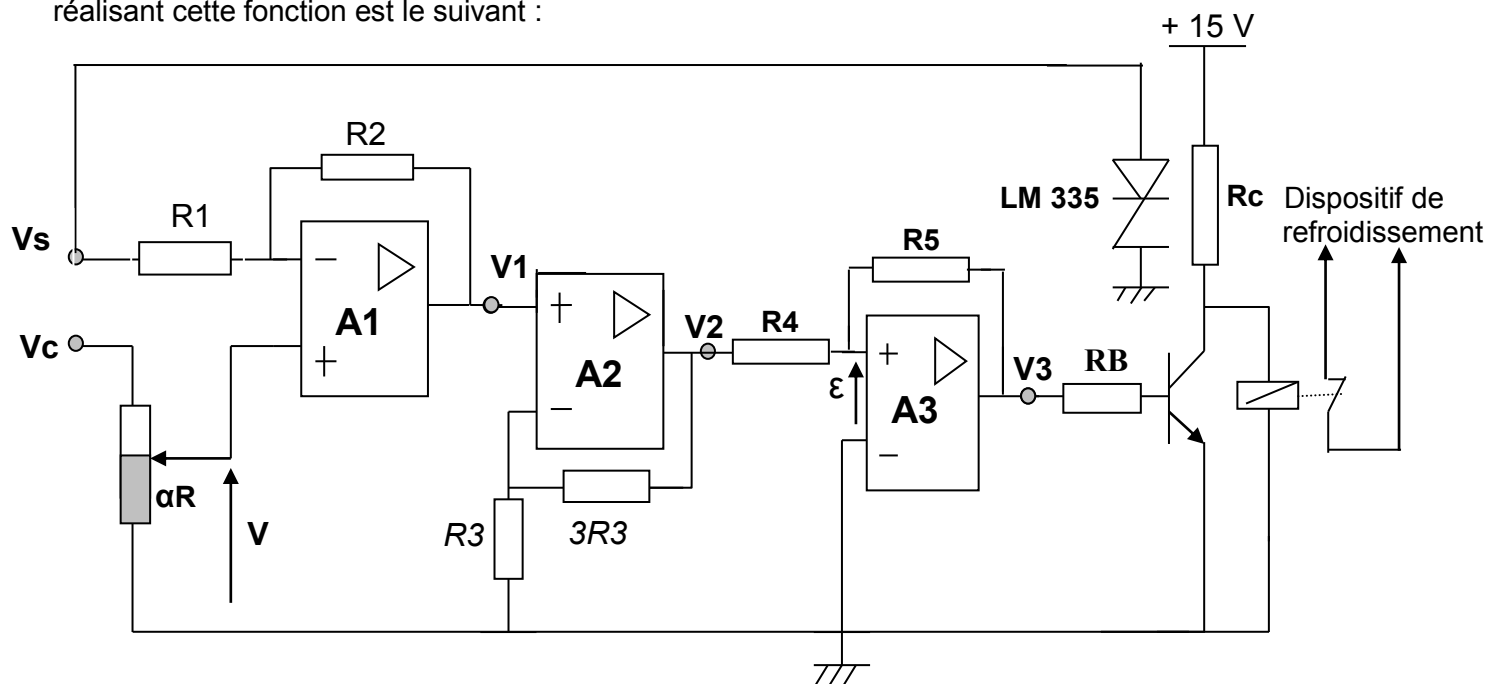 réalisant cette fonction est le suivant :
+ 15 V
R2
LM 335
Rc
Dispositif de
refroidissement
R1
Vs
R5
−
V1
A1
+
V2
R4
Vc
+
A2
ε
+
V3
RB
−
A3
αR
−
V
R3
3R3